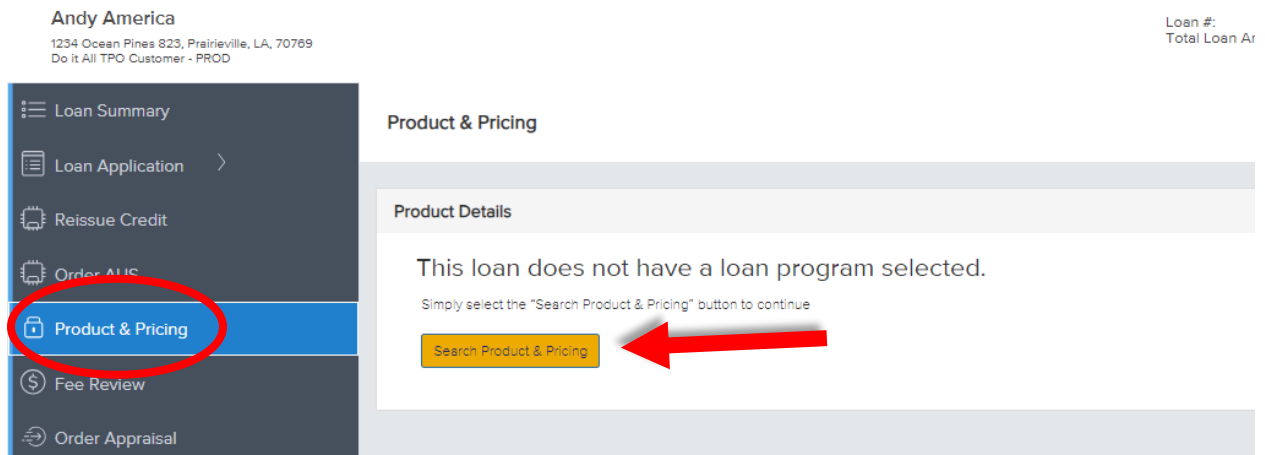 Andy America
1234 Ocean Pines 823, Prairieville, LA, 70769
Do it All TPO Customer - PROD
Loan #:
Total Loan Ar
Loan Summary
Loan Application
Reissue Credit
Order AUS
Product & Pricing
Fee Review
Order Appraisal
Product & Pricing
Product Details
This loan does not have a loan program selected.
Simply select the "Search Product & Pricing" button to continue
Search Product & Pricing